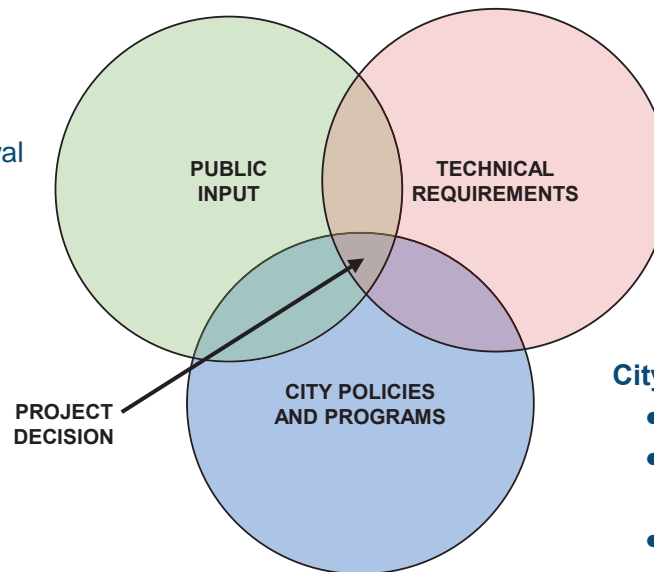 PUBLIC
INPUT
TECHNICAL
REQUIREMENTS
CITY POLICIES
AND PROGRAMS
PROJECT
DECISION